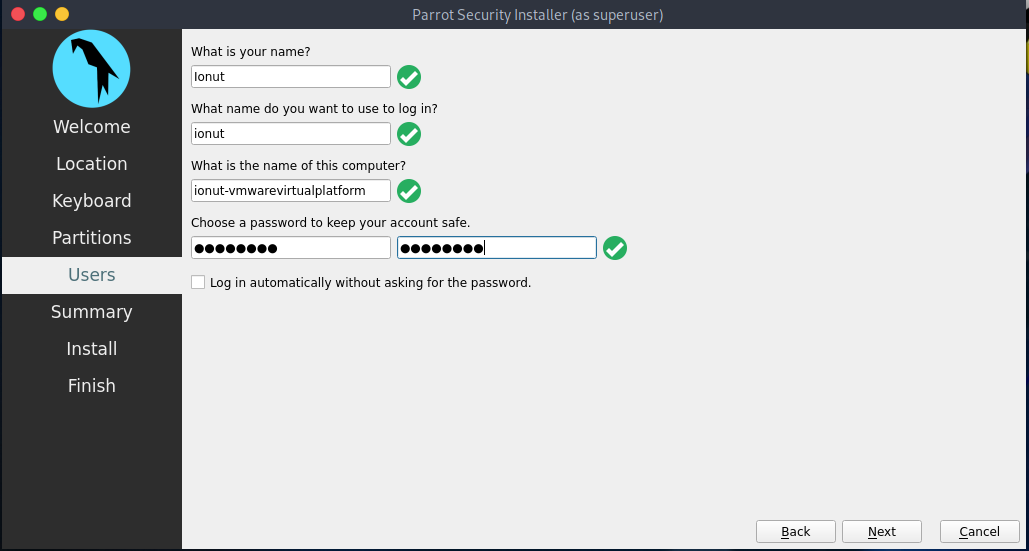 Parrot Security Installer (as superuser)
Welcome
Location
Keyboard
Partitions
Users
Summary
Install
Finish
What is your name?
Ionut
What name do you want to use to log in?
ionut
What is the name of this computer?
ionut-vmwarevirtualplatform
Choose a password to keep your account safe.
●●●●●●●● ●●●●●●●●
Log in automatically without asking for the password.
Back Next Cancel